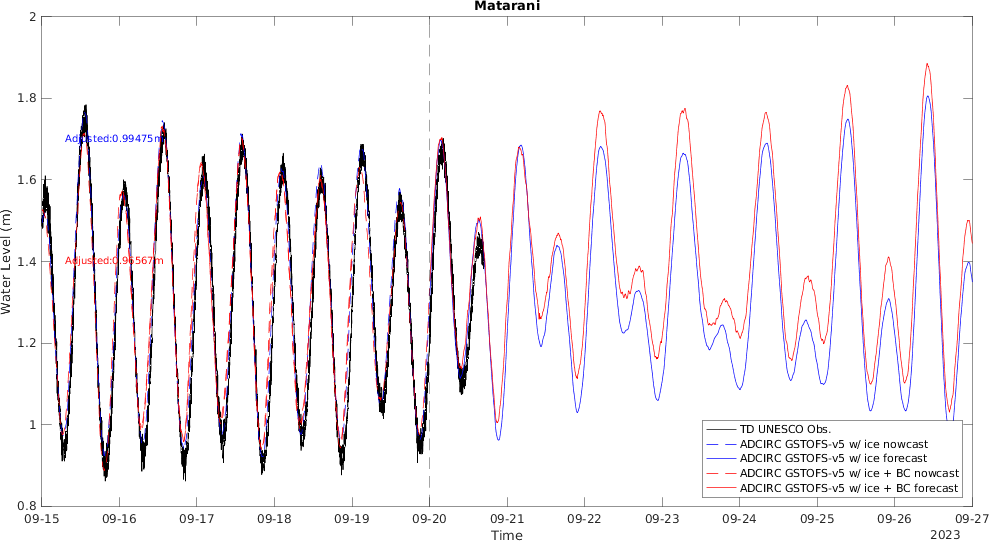 Matarani
2
1.8
1.6
1.4
1.2
1
0.8
Water Level (m)
Adjusted:0.99475m
Adjusted:0.96567m
TD UNESCO Obs.
ADCIRC GSTOFS-v5 w/ ice nowcast
ADCIRC GSTOFS-v5 w/ ice forecast
ADCIRC GSTOFS-v5 w/ ice + BC nowcast
ADCIRC GSTOFS-v5 w/ ice + BC forecast
09-15 09-16 09-17 09-18 09-19 09-20 09-21 09-22 09-23 09-24 09-25 09-26 09-27
Time
2023